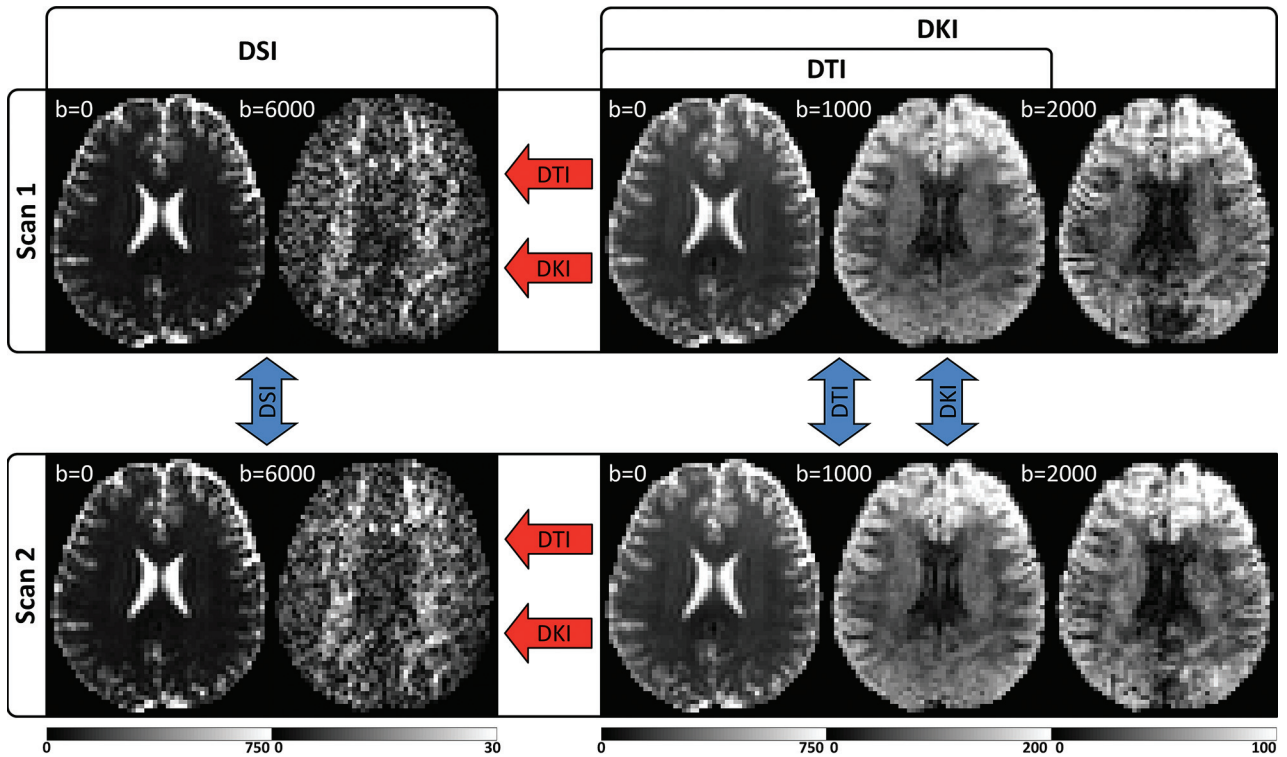 DSI
DKI
DTI
Scan 1
b=0
b=6000
DTI
DKI
b=0
b=1000
b=2000
DSI
DTI
DKI
Scan 2
b=0
b=6000
DTI
DKI
b=0
b=1000
b=2000
0 750 0 30
0 750 0 200 0 100